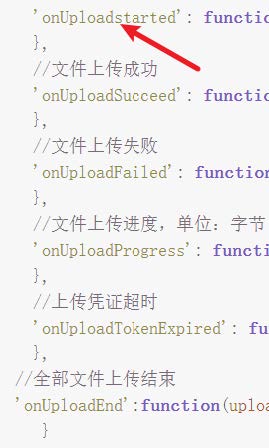 'onUploadstarted': functio
},
//文件上传成功
'onUploadSucceed': functio
},
//文件上传失败
'onUploadFailed': function
},
//文件上传进度，单位：字节
'onUploadProgress': functi
},
//上传凭证超时
'onUploadTokenExpired': fu
},
//全部文件上传结束
'onUploadEnd':function(uploa
}